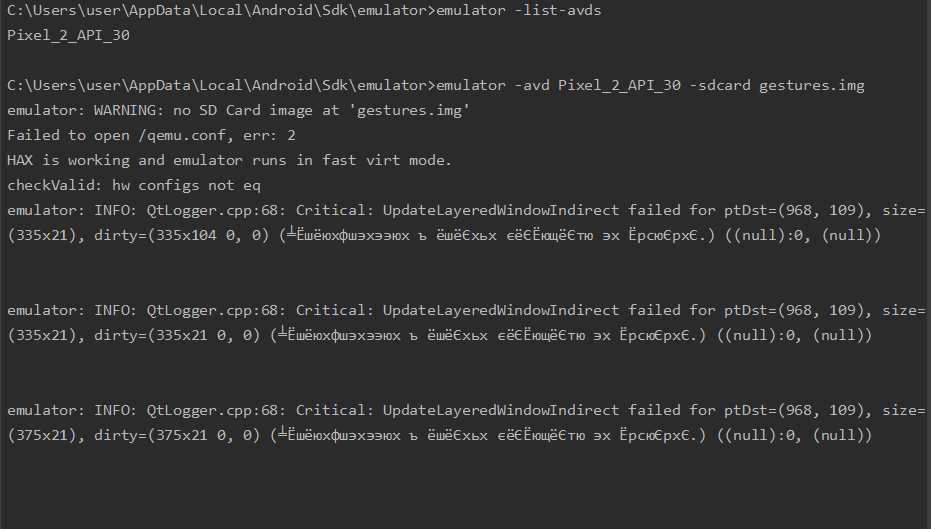 C:\Users\user\AppData\Local\Android\Sdk\emulator>emulator -list-avds
Pixel_2_API_30
C:\Users\user\AppData\Local\Android\Sdk\emulator>emulator -avd Pixel_2_API_30 -sdcard gestures.img
emulator: WARNING: no SD Card image at 'gestures.img'
Failed to open /qemu.conf, err: 2
HAX is working and emulator runs in fast virt mode.
checkValid: hw configs not eq
emulator: INFO: QtLogger.cpp:68: Critical: UpdateLayeredWindowIndirect failed for ptDst=(968, 109), size=
(335x21), dirty=(335x104 0, 0) (╧Ёшёюхфшэхээюх ъ ёшёЄхьх єёЄЁющёЄтю эх ЁрсюЄрхЄ.) ((null):0, (null))
emulator: INFO: QtLogger.cpp:68: Critical: UpdateLayeredWindowIndirect failed for ptDst=(968, 109), size=
(335x21), dirty=(335x21 0, 0) (╧Ёшёюхфшэхээюх ъ ёшёЄхьх єёЄЁющёЄтю эх ЁрсюЄрхЄ.) ((null):0, (null))
emulator: INFO: QtLogger.cpp:68: Critical: UpdateLayeredWindowIndirect failed for ptDst=(968, 109), size=
(375x21), dirty=(375x21 0, 0) (╧Ёшёюхфшэхээюх ъ ёшёЄхьх єёЄЁющёЄтю эх ЁрсюЄрхЄ.) ((null):0, (null))